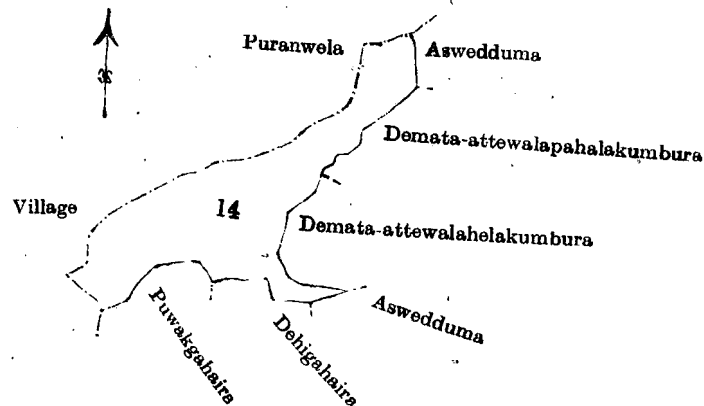 Puranwela
Aswedduma
Demata-attewalapahalakumbura
Village
14
Demata-attewalahelakumbura
Aswedduma
Puwakgahaira
Dehigahaira